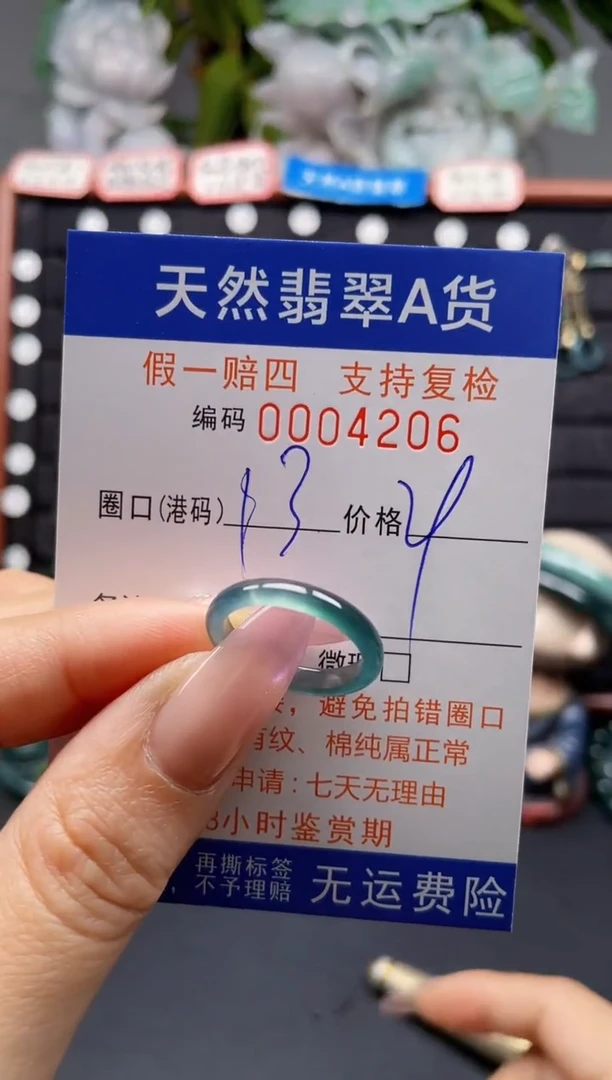 天然翡翠A货
假一赔四 支持复检
编码 0004206
圈口(港码) 13 价格 4
微瑕 □
，避免拍错圈口
纹、棉纯属正常
申请：七天无理由
8小时鉴赏期
再撕标签
，不予理赔
无运费险